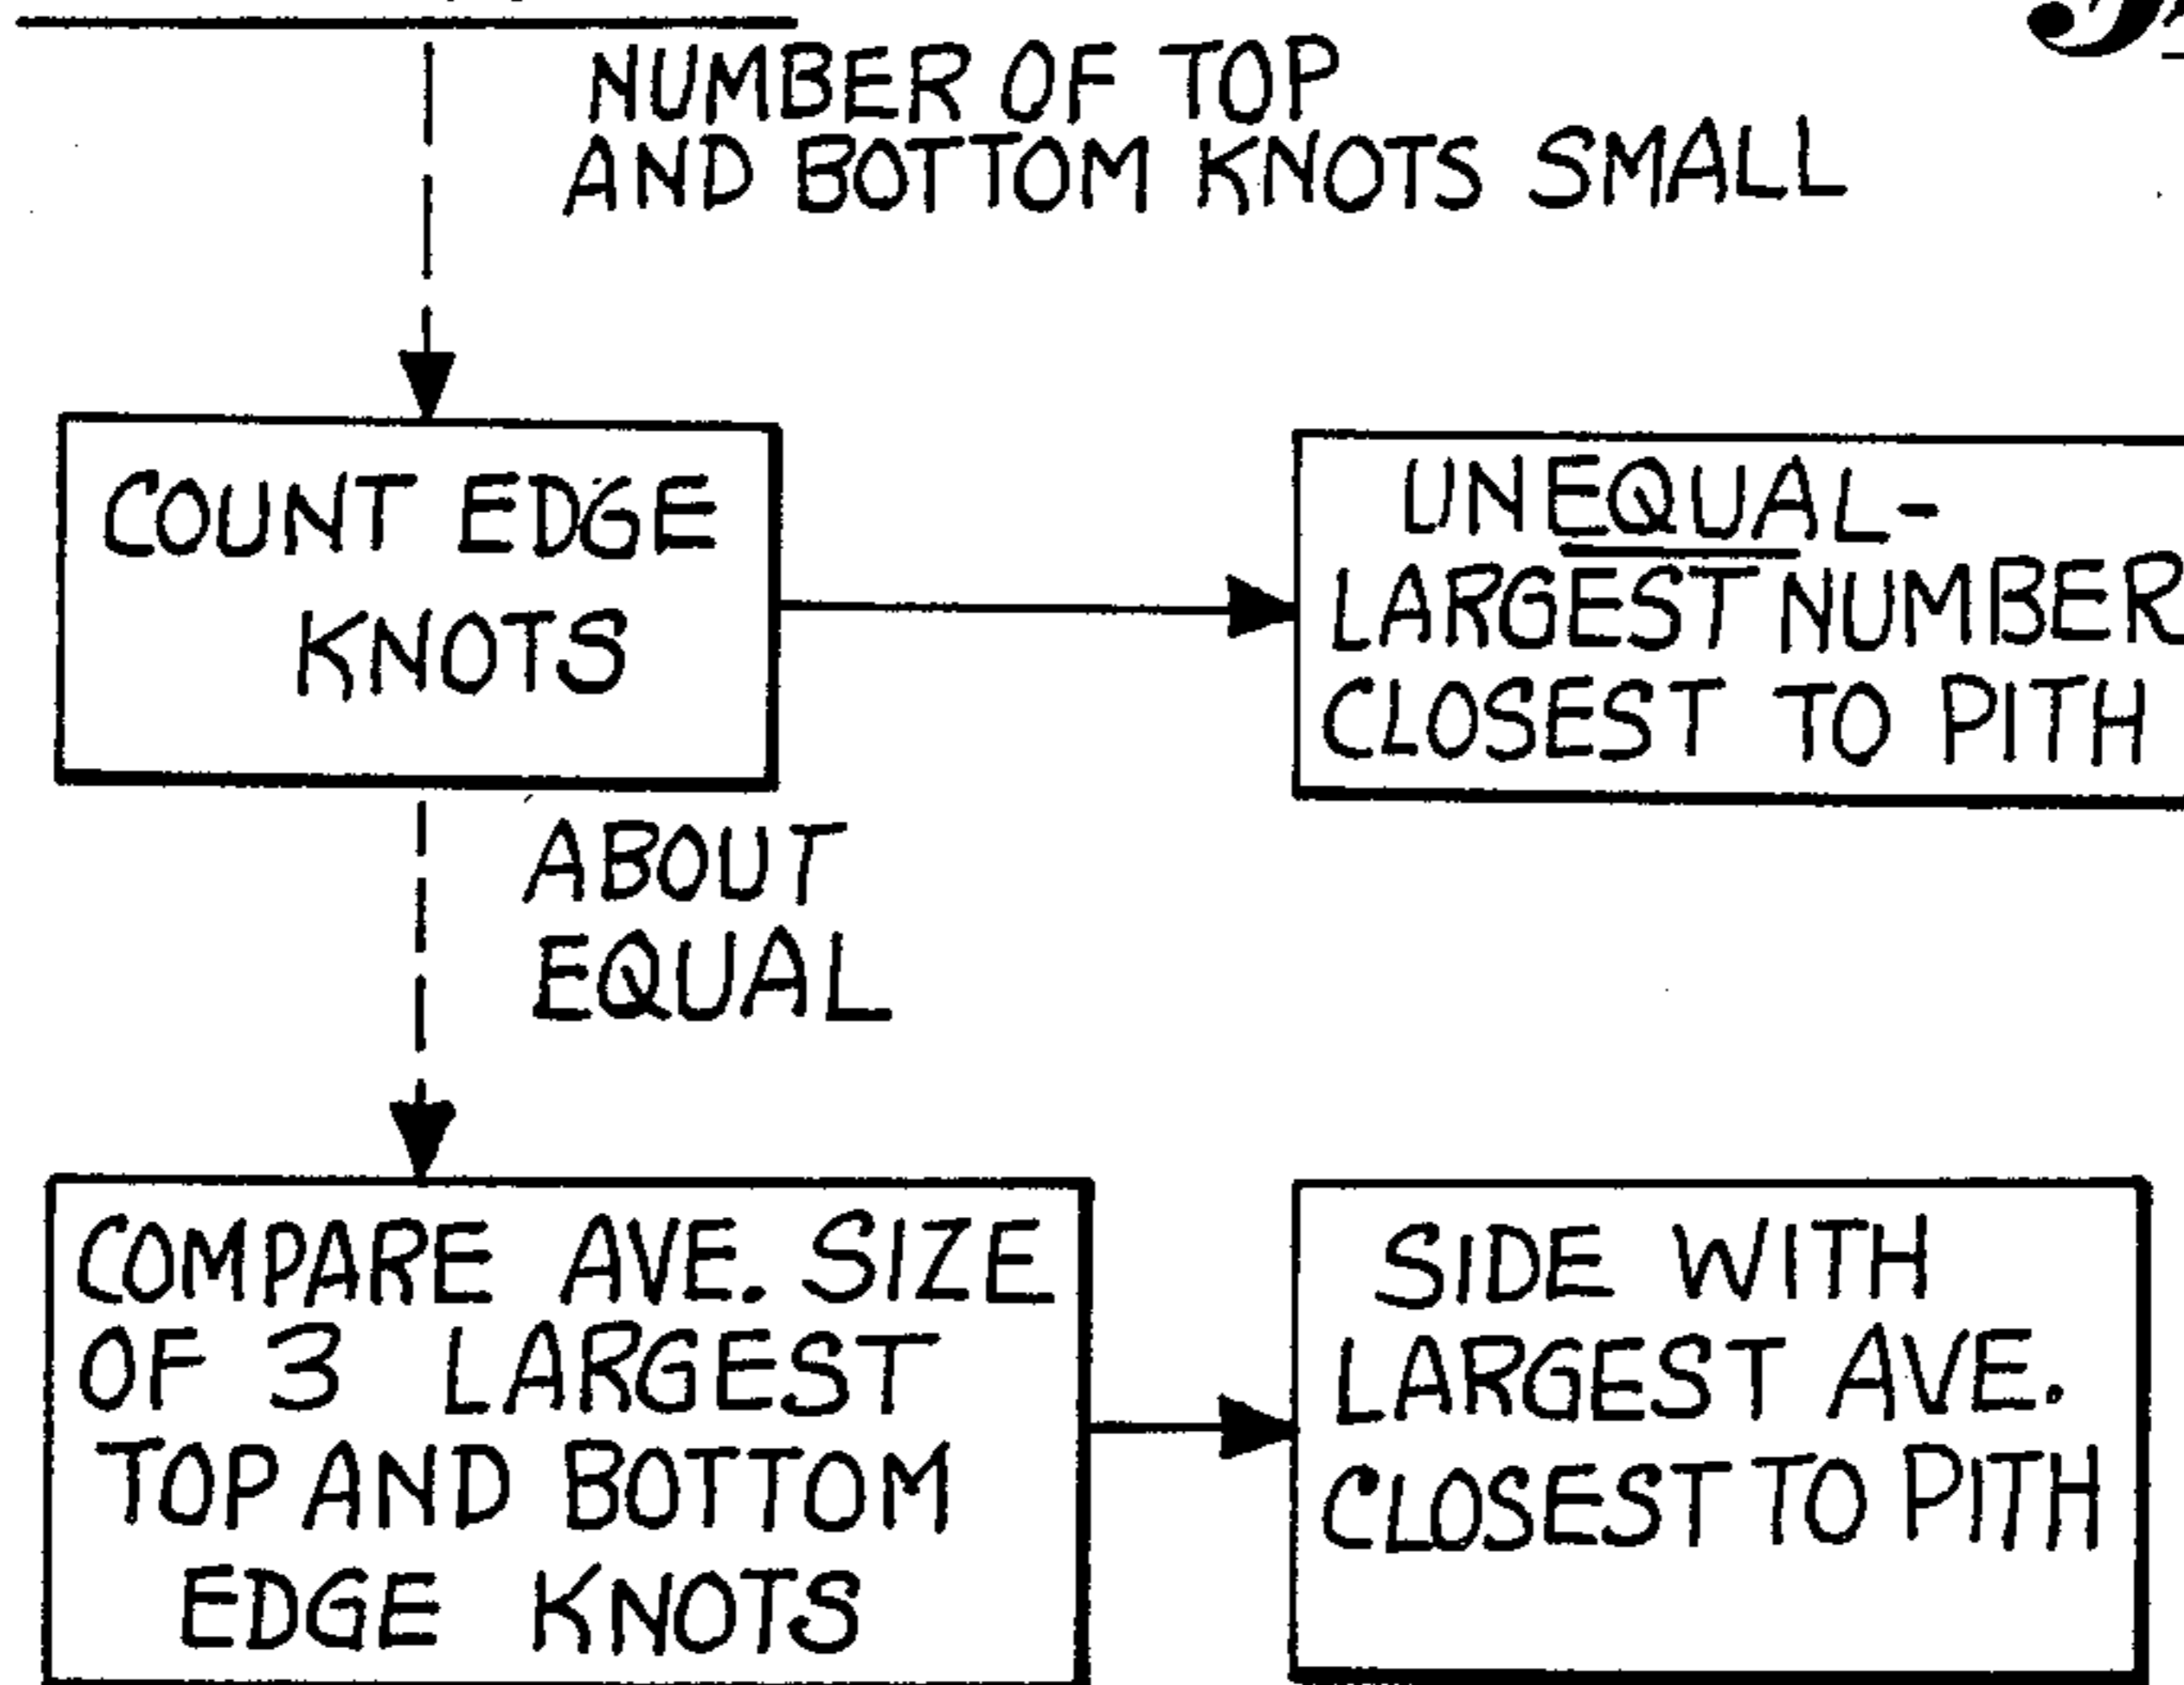 NUMBER OF TOP
AND BOTTOM KNOTS SMALL
COUNT EDGE
KNOTS
UNEQUAL-
LARGEST NUMBER
CLOSEST TO PITH
ABOUT
EQUAL
COMPARE AVE. SIZE
OF 3 LARGEST
TOP AND BOTTOM
EDGE KNOTS
SIDE WITH
LARGEST AVE.
CLOSEST TO PITH